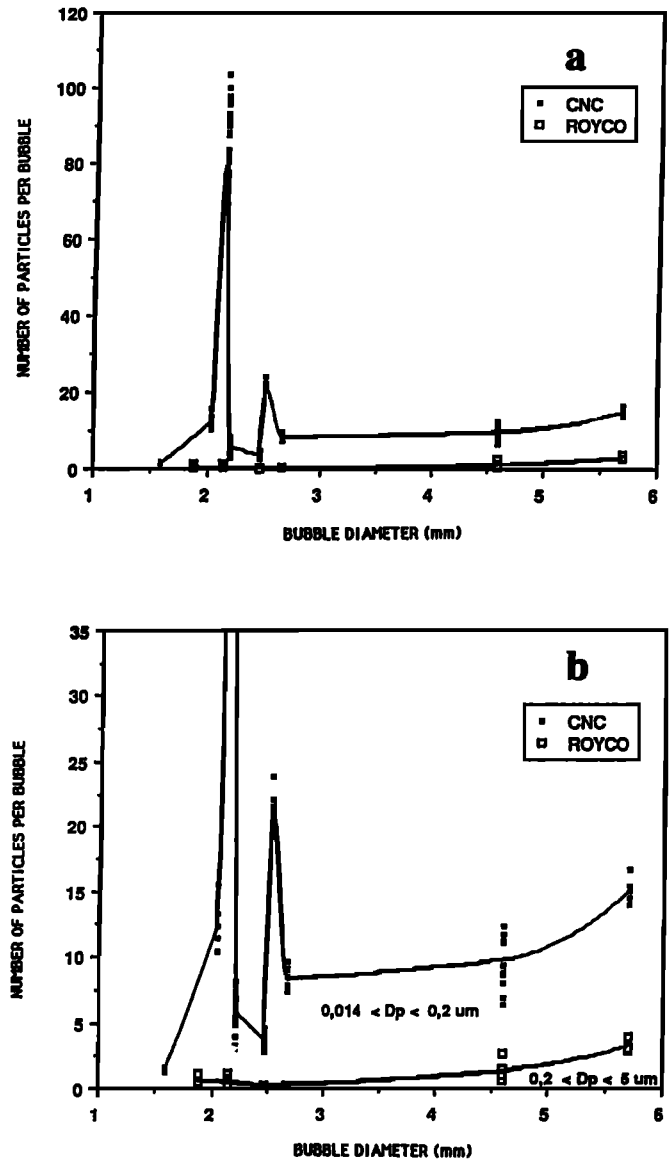 120
100
80
60
40
20
0
NUMBER OF PARTICLES PER BUBBLE
a
CNC
ROYCO
1 2 3 4 5 6
BUBBLE DIAMETER (mm)
35
30
25
20
15
10
5
0
NUMBER OF PARTICLES PER BUBBLE
b
CNC
ROYCO
0,014 < Dp < 0,2 um
0,2 < Dp < 5 um
1 2 3 4 5 6
BUBBLE DIAMETER (mm)